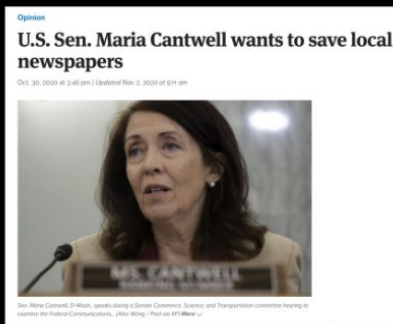 Opinion
U.S. Sen. Maria Cantwell wants to save local
newspapers
Oct. 30, 2020 at 3:46 pm | Updated Nov. 2, 2020 at 9:11 am
MS. CANTWELL
Sen. Maria Cantwell, D-Wash., speaks during a Senate Commerce, Science, and Transportation committee hearing to
examine the Federal Communications... (Alex Wong / Pool via AP) More